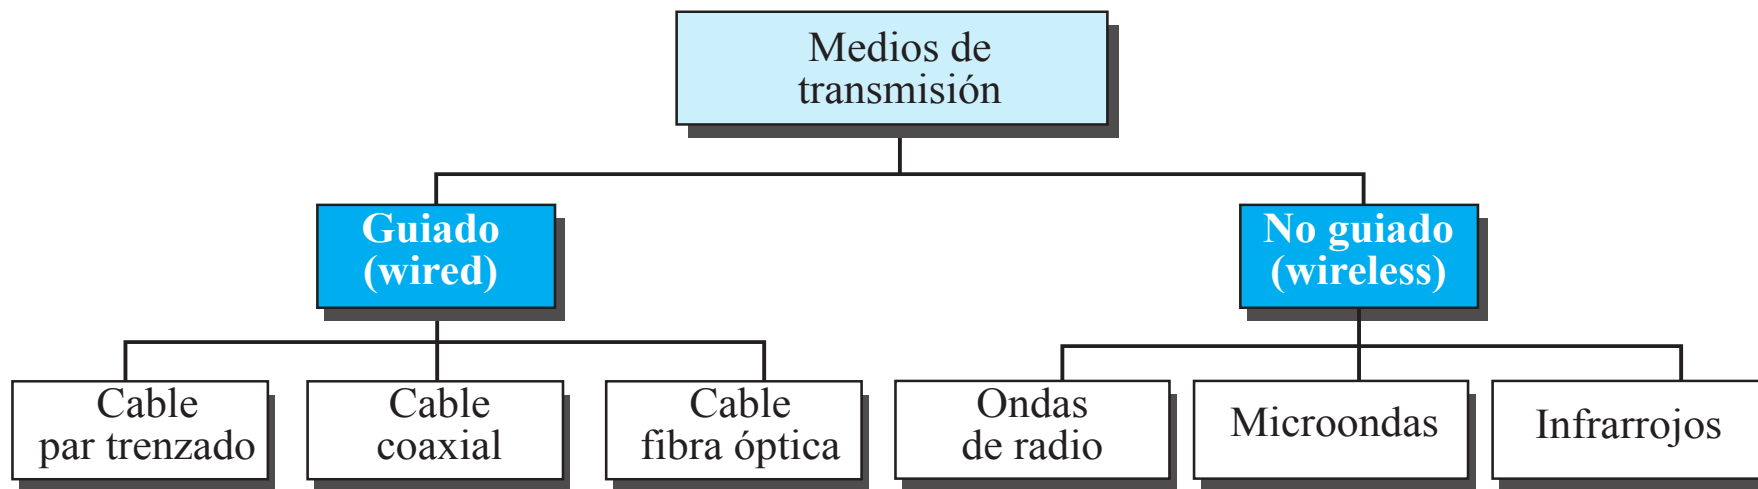 Medios de
transmisión
Guiado
(wired)
No guiado
(wireless)
Cable
par trenzado
Cable
coaxial
Cable
fibra óptica
Ondas
de radio
Microondas
Infrarrojos